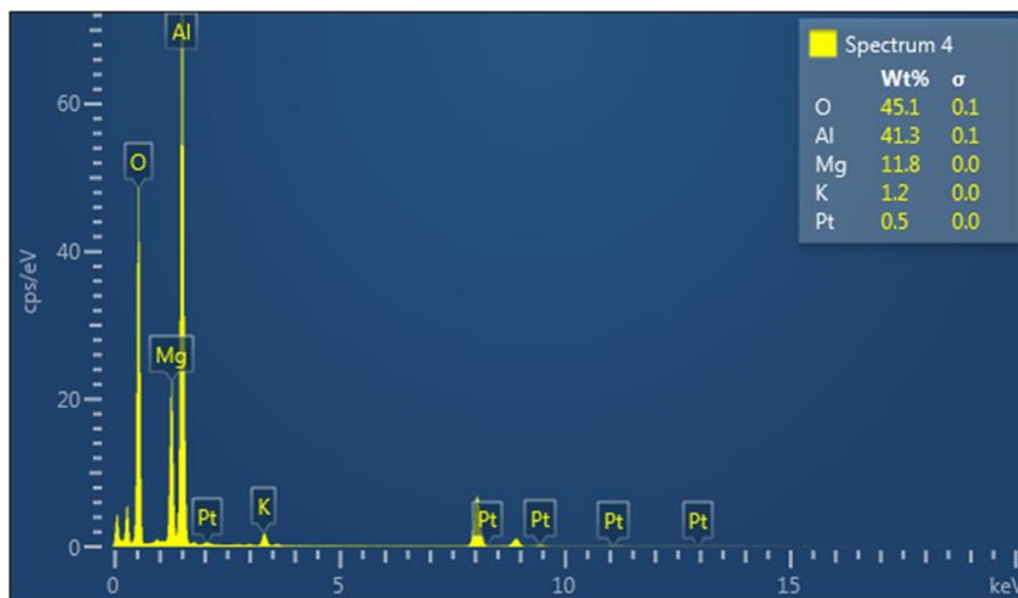 Spectrum 4
Wt% σ
O 45.1 0.1
Al 41.3 0.1
Mg 11.8 0.0
K 1.2 0.0
Pt 0.5 0.0
Al
60
O
40
cps/eV
Mg
20
K
Pt
Pt
Pt
Pt
Pt
0
0 5 10 15 keV